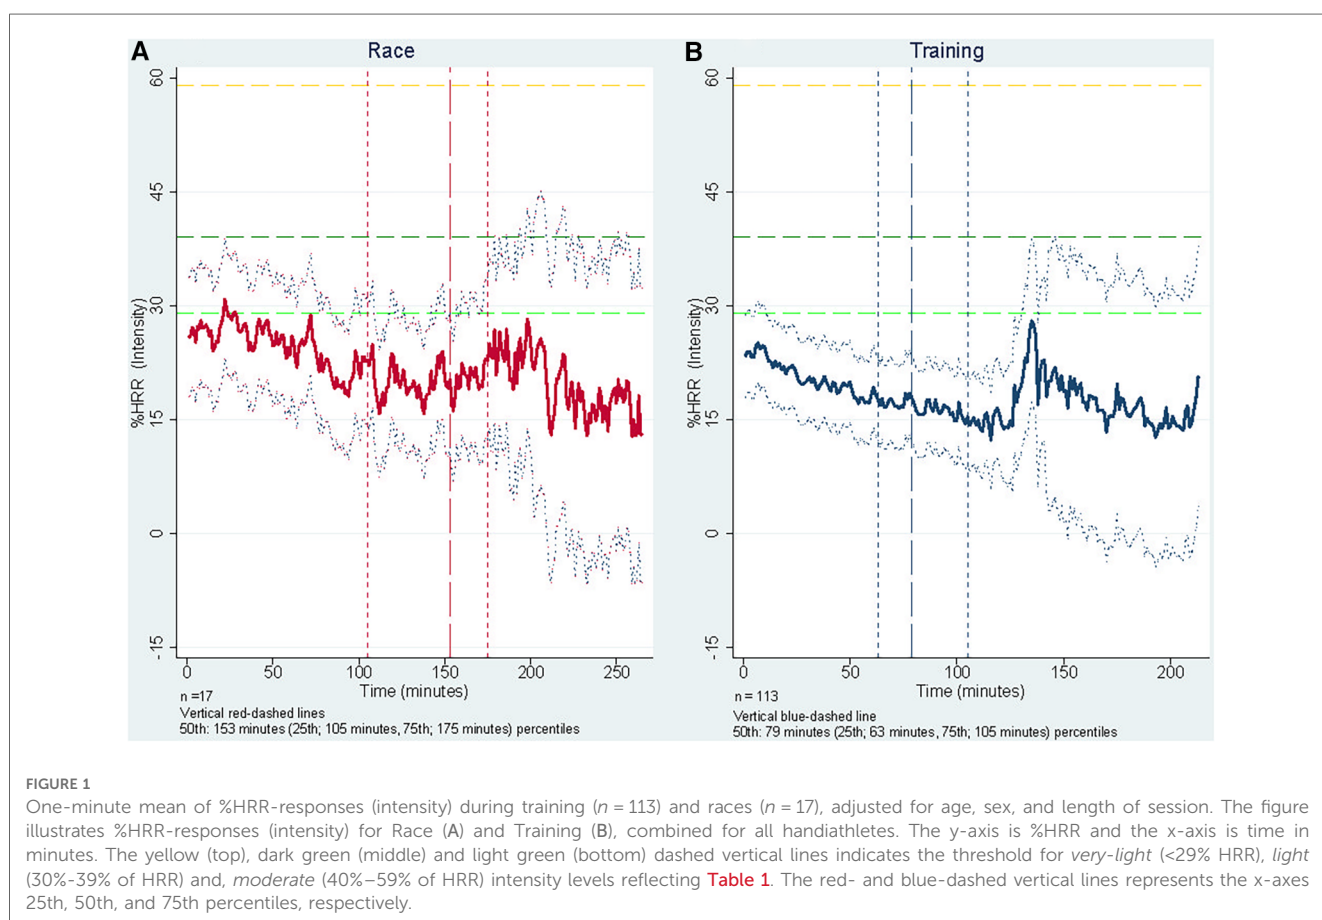 A
Race
B
Training
60
45
30
15
0
-15
%HRR (Intensity)
0 50 100 150 200 250
Time (minutes)
n =17
Vertical red-dashed lines
50th: 153 minutes (25th; 105 minutes, 75th; 175 minutes) percentiles
60
45
30
15
0
-15
%HRR (Intensity)
0 50 100 150 200
Time (minutes)
n = 113
Vertical blue-dashed line
50th: 79 minutes (25th; 63 minutes, 75th; 105 minutes) percentiles
FIGURE 1
One-minute mean of %HRR-responses (intensity) during training (n = 113) and races (n = 17), adjusted for age, sex, and length of session. The figure
illustrates %HRR-responses (intensity) for Race (A) and Training (B), combined for all handiathletes. The y-axis is %HRR and the x-axis is time in
minutes. The yellow (top), dark green (middle) and light green (bottom) dashed vertical lines indicates the threshold for very-light (<29% HRR), light
(30%-39% of HRR) and, moderate (40%–59% of HRR) intensity levels reflecting Table 1. The red- and blue-dashed vertical lines represents the x-axes
25th, 50th, and 75th percentiles, respectively.